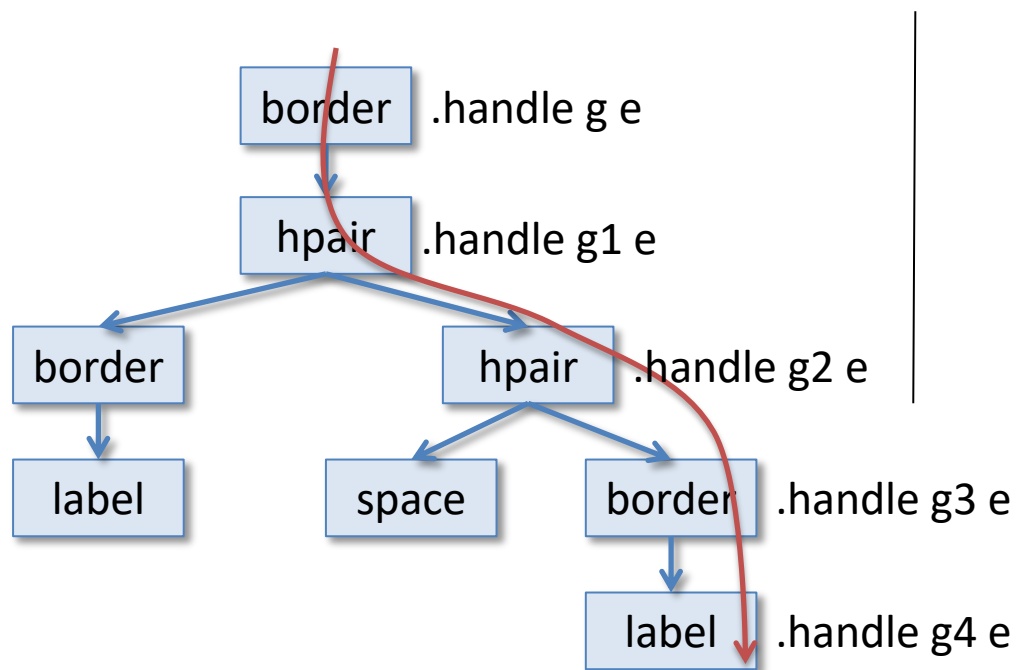 border .handle g e
hpair .handle g1 e
border hpair .handle g2 e
label space border .handle g3 e
label .handle g4 e